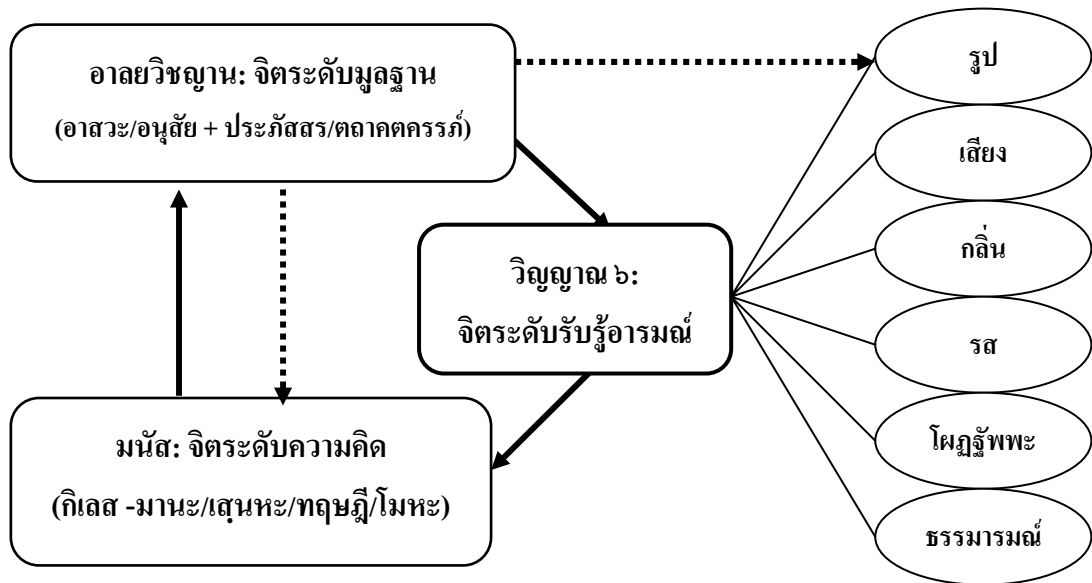 อาลยวิชญาน: จิตระดับมูลฐาน
(อาสวะ/อนุสัย + ประภัสสร/ตถาคตครรภ์)
วิญญาณ ๖:
จิตระดับรับรู้อารมณ์
มนัส: จิตระดับความคิด
(กิเลส -มานะ/เสฺนหะ/ทฤษฎี/โมหะ)
รูป
เสียง
กลิ่น
รส
โผฏฐัพพะ
ธรรมารมณ์